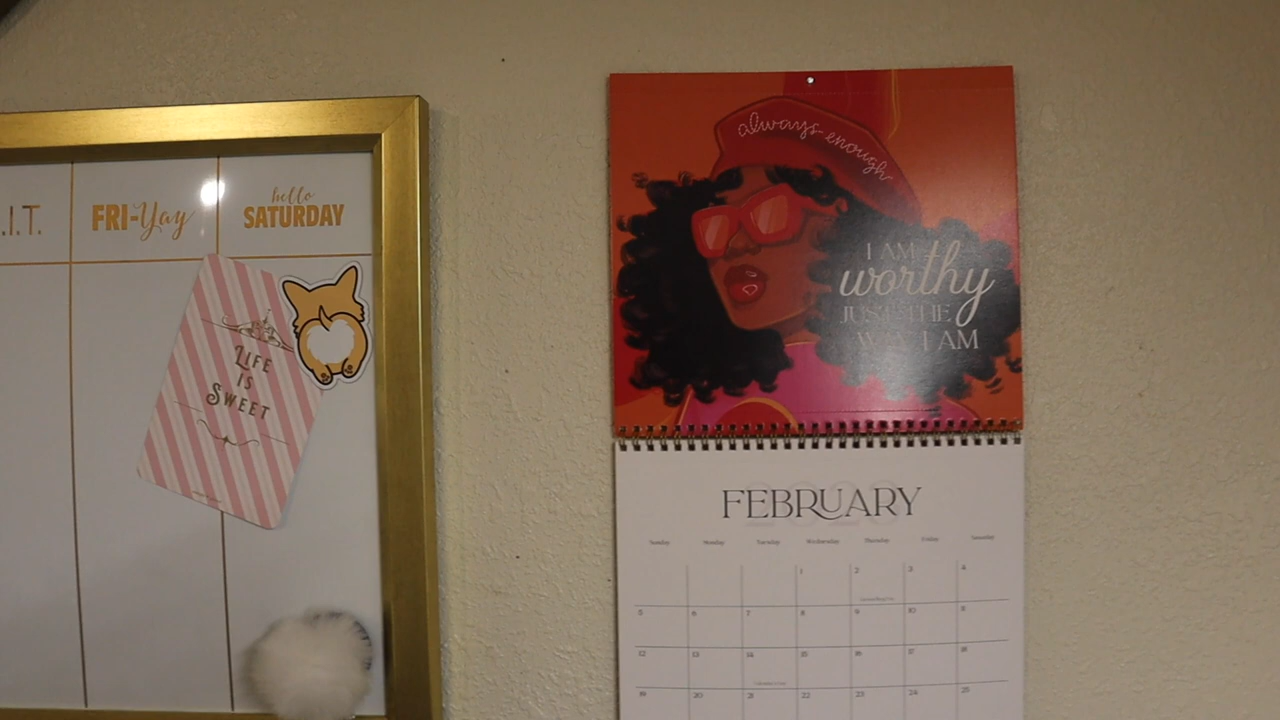 .I.T.
FRI-Yay
hello
SATURDAY
LIFE
IS
SWEET
always enough
I AM
worthy
JUST THE
WAY I AM
FEBRUARY
Sunday Monday Tuesday Wednesday Thursday Friday Saturday
1 2 3 4
5 6 7 8 9 10 11
12 13 14 15 16 17 18
19 20 21 22 23 24 25